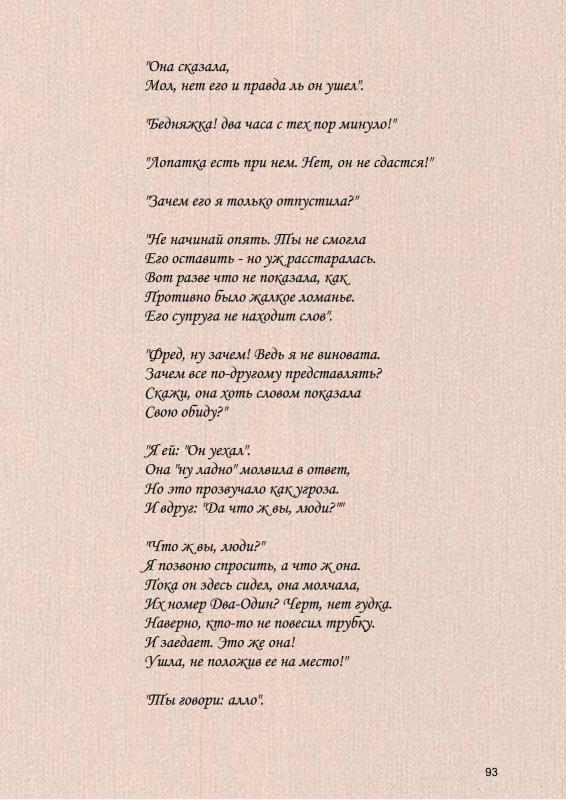 "Она сказала,
Мол, нет его и правда ль он ушел".
"Бедняжка! два часа с тех пор минуло!"
"Лопатка есть при нем. Нет, он не сдастся!"
"Зачем его я только отпустила?"
"Не начинай опять. Ты не смогла
Его оставить - но уж расстаралась.
Вот разве что не показала, как
Противно было жалкое ломанье.
Его супруга не находит слов".
"Фред, ну зачем! Ведь я не виновата.
Зачем все по-другому представлять?
Скажи, она хоть словом показала
Свою обиду?"
"Я ей: "Он уехал".
Она "ну ладно" молвила в ответ,
Но это прозвучало как угроза.
И вдруг: "Да что ж вы, люди?""
"Что ж вы, люди?"
Я позвоню спросить, а что ж она.
Пока он здесь сидел, она молчала,
Их номер Два-Один? Черт, нет гудка.
Наверно, кто-то не повесил трубку.
И заедает. Это же она!
Ушла, не положив ее на место!"
"Ты говори: алло".
93